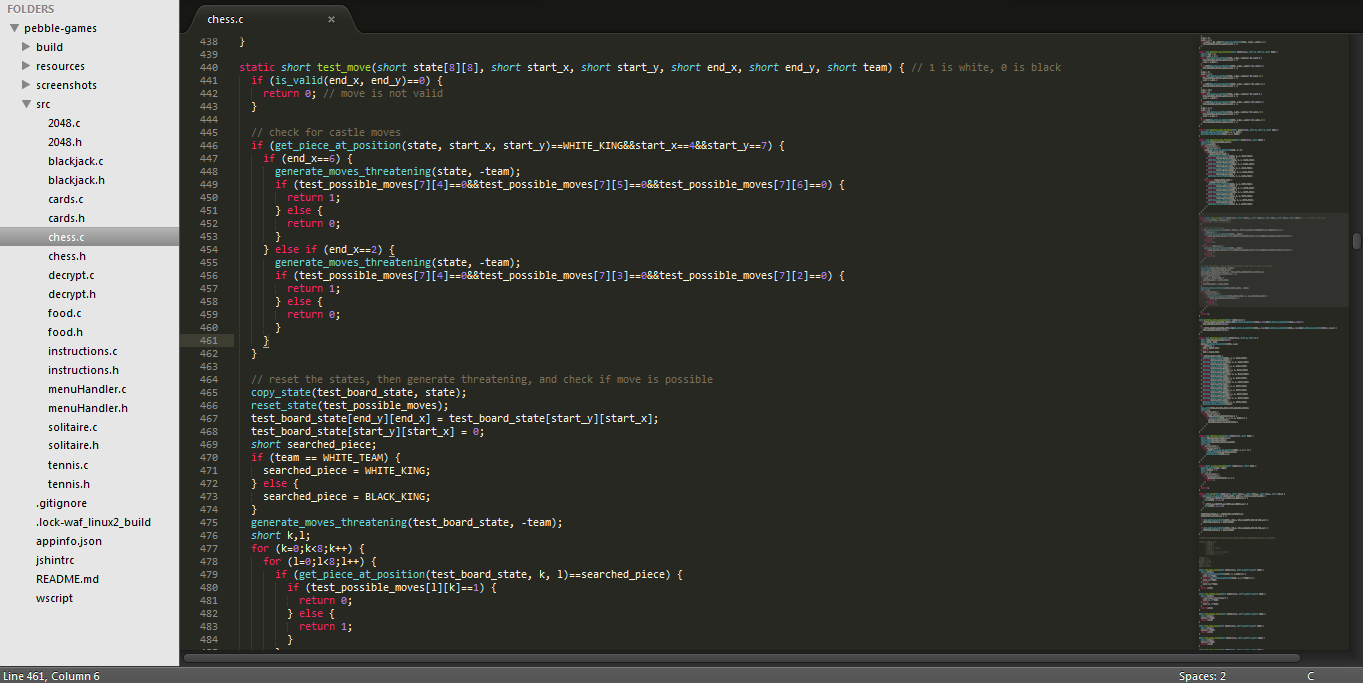 FOLDERS
pebble-games
build
resources
screenshots
src
2048.c
2048.h
blackjack.c
blackjack.h
cards.c
cards.h
chess.c
chess.h
decrypt.c
decrypt.h
food.c
food.h
instructions.c
instructions.h
menuHandler.c
menuHandler.h
solitaire.c
solitaire.h
tennis.c
tennis.h
.gitignore
.lock-waf_linux2_build
appinfo.json
jshintrc
README.md
wscript
chess.c ×
438 }
439
440 static short test_move(short state[8][8], short start_x, short start_y, short end_x, short end_y, short team) { // 1 is white, 0 is black
441   if (is_valid(end_x, end_y)==0) {
442     return 0; // move is not valid
443   }
444
445   // check for castle moves
446   if (get_piece_at_position(state, start_x, start_y)==WHITE_KING&&start_x==4&&start_y==7) {
447     if (end_x==6) {
448       generate_moves_threatening(state, -team);
449       if (test_possible_moves[7][4]==0&&test_possible_moves[7][5]==0&&test_possible_moves[7][6]==0) {
450         return 1;
451       } else {
452         return 0;
453       }
454     } else if (end_x==2) {
455       generate_moves_threatening(state, -team);
456       if (test_possible_moves[7][4]==0&&test_possible_moves[7][3]==0&&test_possible_moves[7][2]==0) {
457         return 1;
458       } else {
459         return 0;
460       }
461     }
462   }
463
464   // reset the states, then generate threatening, and check if move is possible
465   copy_state(test_board_state, state);
466   reset_state(test_possible_moves);
467   test_board_state[end_y][end_x] = test_board_state[start_y][start_x];
468   test_board_state[start_y][start_x] = 0;
469   short searched_piece;
470   if (team == WHITE_TEAM) {
471     searched_piece = WHITE_KING;
472   } else {
473     searched_piece = BLACK_KING;
474   }
475   generate_moves_threatening(test_board_state, -team);
476   short k,l;
477   for (k=0;k<8;k++) {
478     for (l=0;l<8;l++) {
479       if (get_piece_at_position(test_board_state, k, l)==searched_piece) {
480         if (test_possible_moves[l][k]==1) {
481           return 0;
482         } else {
483           return 1;
484         }
Line 461, Column 6
Spaces: 2
C